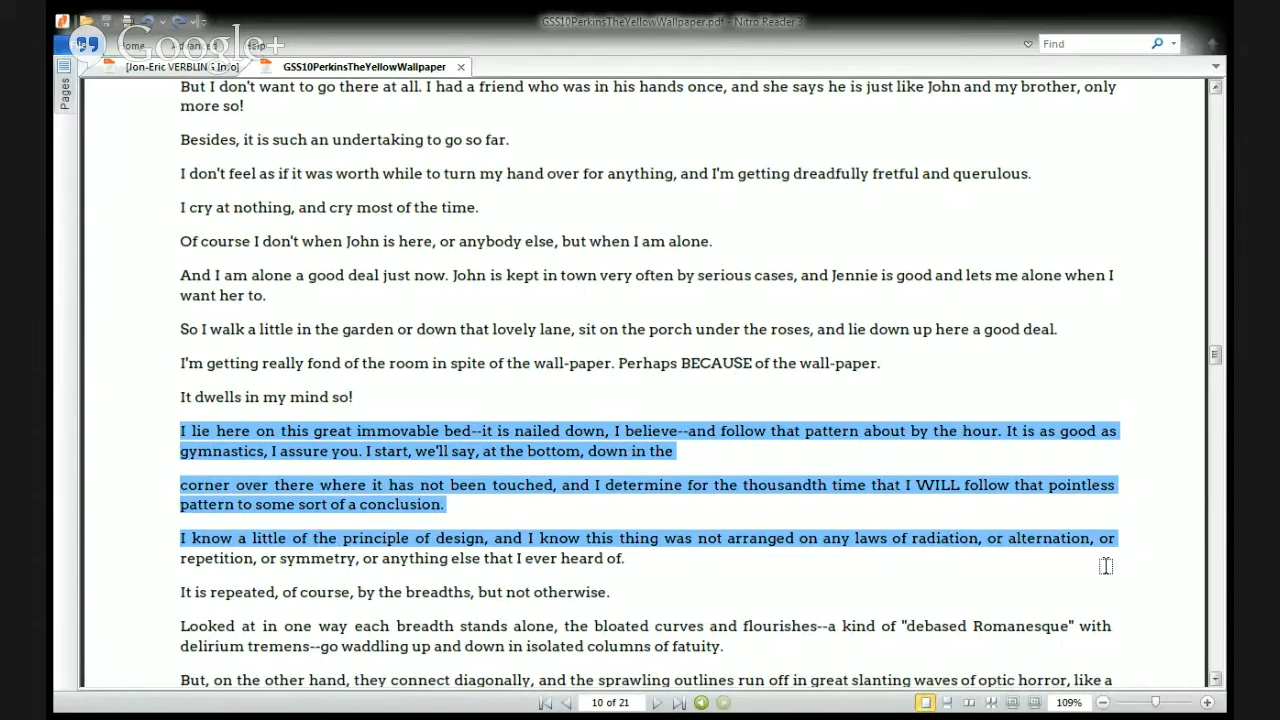 GSS10PerkinsTheYellowWallpaper.pdf - Nitro Reader 3
Google+
File Home Advanced Help
Find
[Jon-Eric VERBLING Info]
GSS10PerkinsTheYellowWallpaper
Pages
But I don't want to go there at all. I had a friend who was in his hands once, and she says he is just like John and my brother, only
more so!
Besides, it is such an undertaking to go so far.
I don't feel as if it was worth while to turn my hand over for anything, and I'm getting dreadfully fretful and querulous.
I cry at nothing, and cry most of the time.
Of course I don't when John is here, or anybody else, but when I am alone.
And I am alone a good deal just now. John is kept in town very often by serious cases, and Jennie is good and lets me alone when I
want her to.
So I walk a little in the garden or down that lovely lane, sit on the porch under the roses, and lie down up here a good deal.
I'm getting really fond of the room in spite of the wall-paper. Perhaps BECAUSE of the wall-paper.
It dwells in my mind so!
I lie here on this great immovable bed--it is nailed down, I believe--and follow that pattern about by the hour. It is as good as
gymnastics, I assure you. I start, we'll say, at the bottom, down in the
corner over there where it has not been touched, and I determine for the thousandth time that I WILL follow that pointless
pattern to some sort of a conclusion.
I know a little of the principle of design, and I know this thing was not arranged on any laws of radiation, or alternation, or
repetition, or symmetry, or anything else that I ever heard of.
It is repeated, of course, by the breadths, but not otherwise.
Looked at in one way each breadth stands alone, the bloated curves and flourishes--a kind of "debased Romanesque" with
delirium tremens--go waddling up and down in isolated columns of fatuity.
But, on the other hand, they connect diagonally, and the sprawling outlines run off in great slanting waves of optic horror, like a
10 of 21
109%